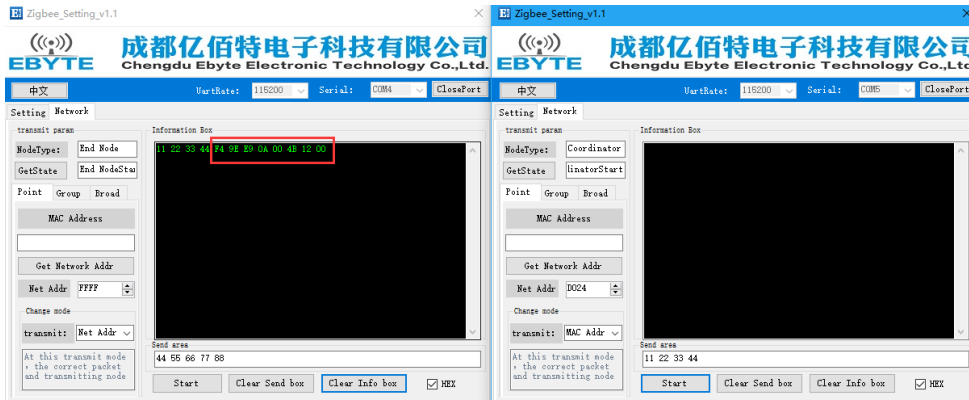 Zigbee_Setting_v1.1
EBYTE
成都亿佰特电子科技有限公司
Chengdu Ebyte Electronic Technology Co.,Ltd.
中文
UartRate: 115200 Serial: COM4 ClosePort
Setting Network
transmit param
NodeType: End Node
GetState End NodeStar
Point Group Broad
MAC Address
Get Network Addr
Net Addr FFFF
Change mode
transmit: Net Addr
At this transmit mode
, the correct packet
and transmitting node
Information Box
11 22 33 44 F4 9E E9 0A 00 4B 12 00
Send area
44 55 66 77 88
Start Clear Send box Clear Info box HEX
Zigbee_Setting_v1.1
EBYTE
成都亿佰特电子科技有限公司
Chengdu Ebyte Electronic Technology Co.,Ltd
中文
UartRate: 115200 Serial: COM5 ClosePort
Setting Network
transmit param
NodeType: Coordinator
GetState linatorStart
Point Group Broad
MAC Address
Get Network Addr
Net Addr D024
Change mode
transmit: MAC Addr
At this transmit mode
, the correct packet
and transmitting node
Information Box
Send area
11 22 33 44
Start Clear Send box Clear Info box HEX